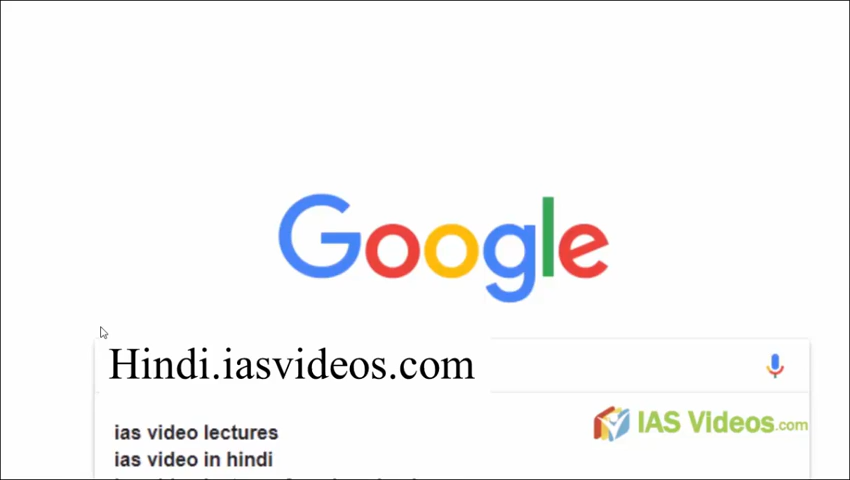 Google
Hindi.iasvideos.com
IAS Videos.com
ias video lectures
ias video in hindi